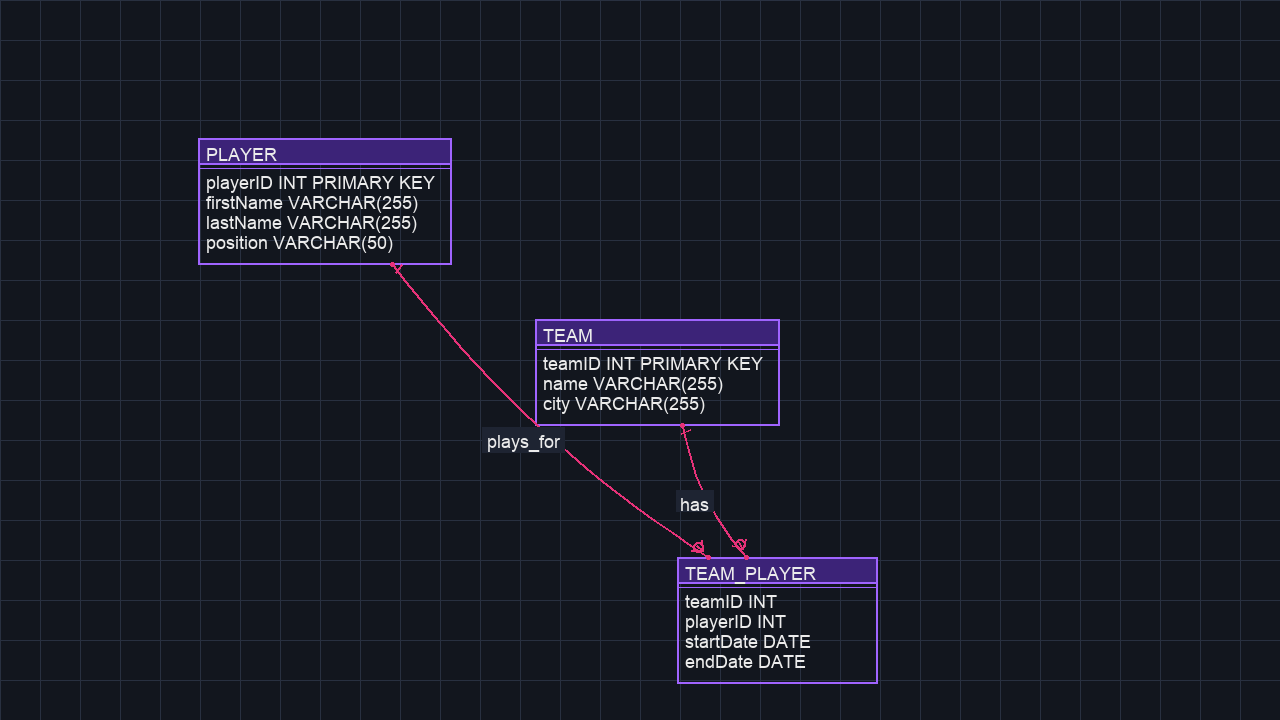 PLAYER
playerID INT PRIMARY KEY
firstName VARCHAR(255)
lastName VARCHAR(255)
position VARCHAR(50)
TEAM
teamID INT PRIMARY KEY
name VARCHAR(255)
city VARCHAR(255)
plays_for
has
TEAM_PLAYER
teamID INT
playerID INT
startDate DATE
endDate DATE